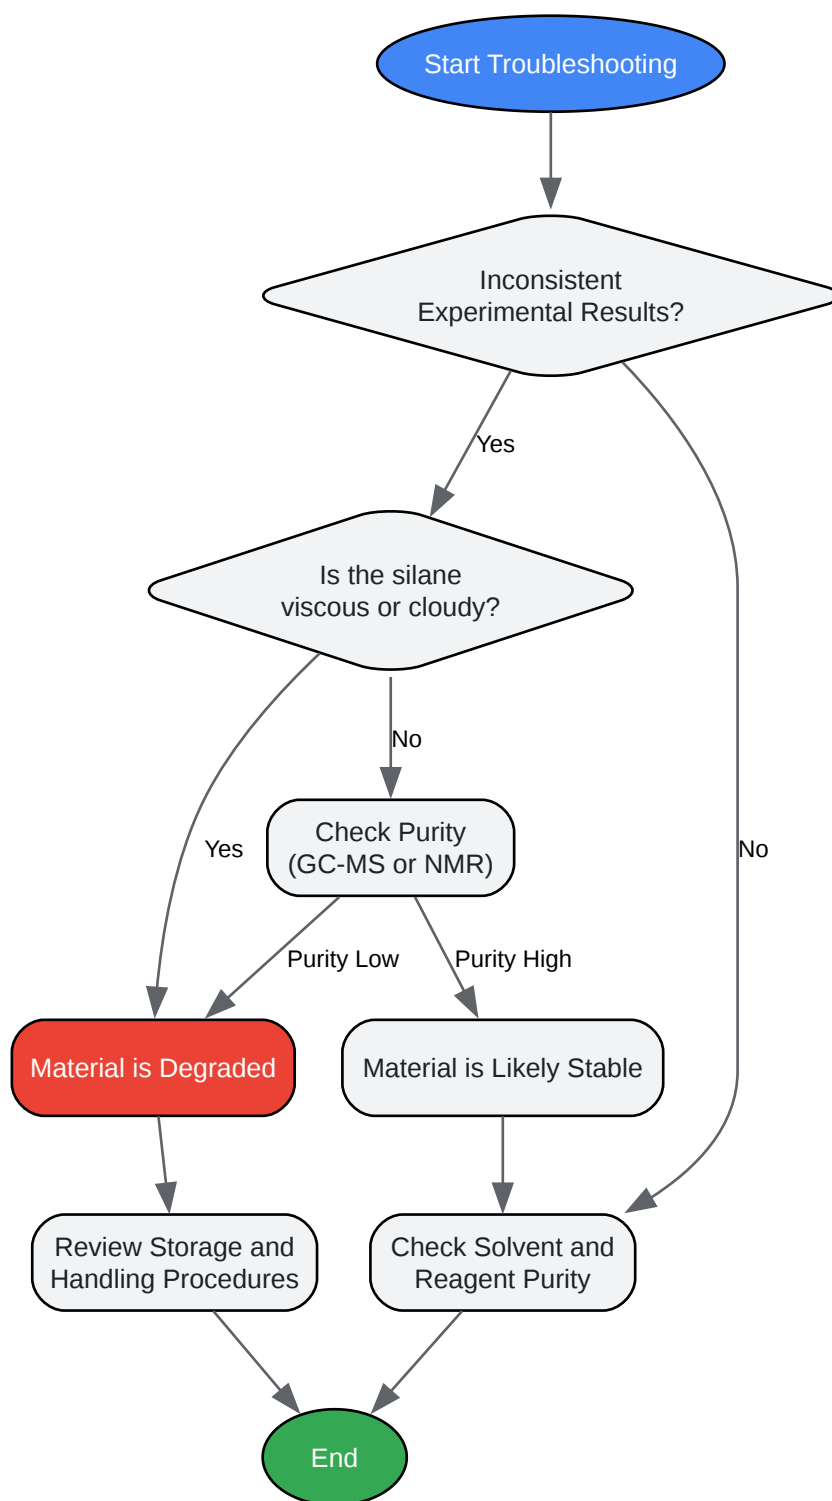 Start Troubleshooting
Inconsistent
Experimental Results?
Yes
Is the silane
viscous or cloudy?
No
Check Purity
(GC-MS or NMR)
Yes
No
Purity Low
Purity High
Material is Degraded
Material is Likely Stable
Review Storage and
Handling Procedures
Check Solvent and
Reagent Purity
End